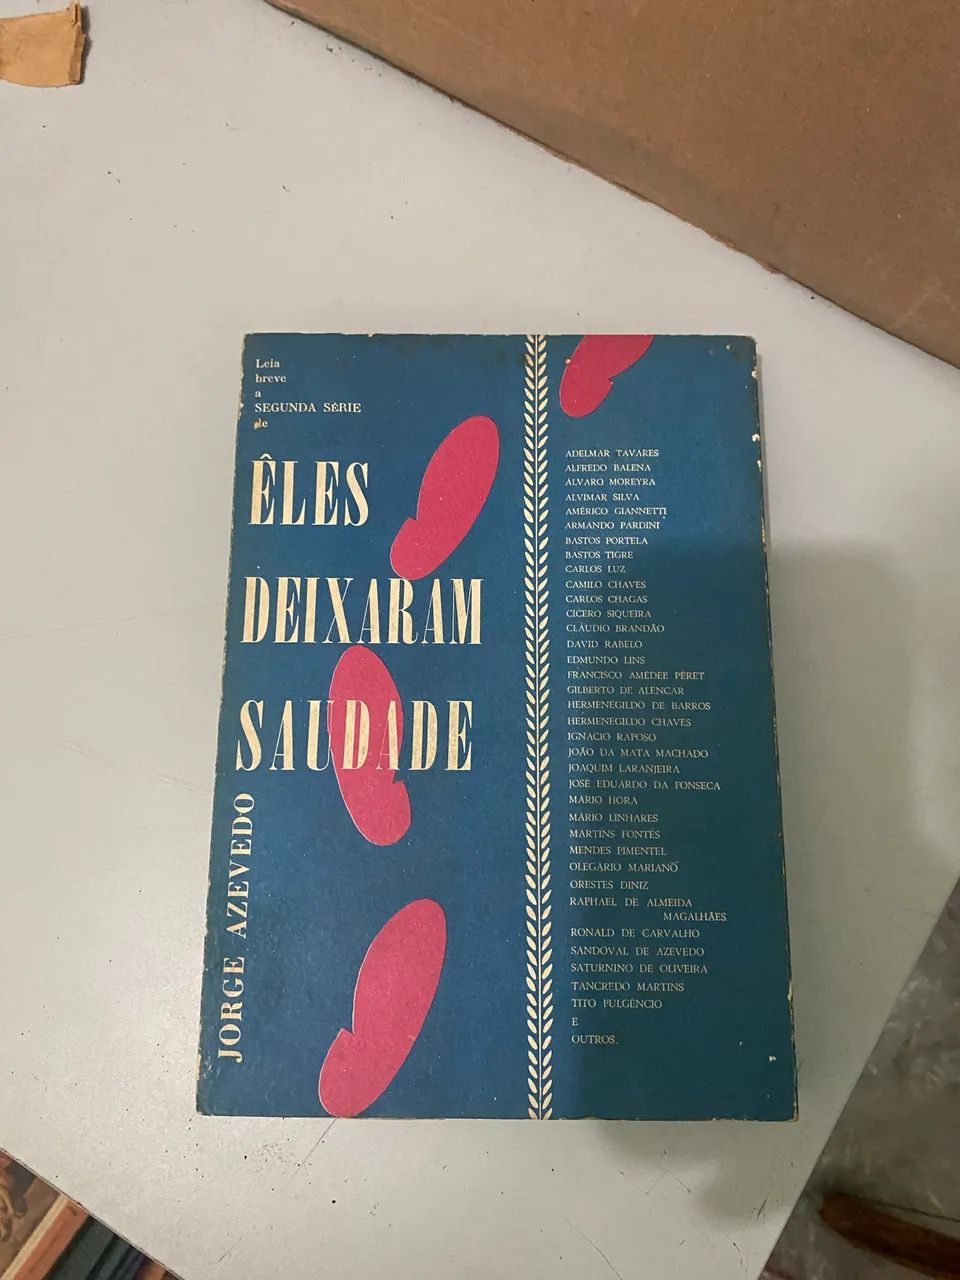 Leia
breve
a
SEGUNDA SÉRIE
de
ÊLES
DEIXARAM
SAUDADE
JORGE AZEVEDO
ADELMAR TAVARES
ALFREDO BALENA
ÁLVARO MOREYRA
ALVIMAR SILVA
AMÉRICO GIANNETTI
ARMANDO PARDINI
BASTOS PORTELA
BASTOS TIGRE
CARLOS LUZ
CAMILO CHAVES
CARLOS CHAGAS
CÍCERO SIQUEIRA
CLÁUDIO BRANDÃO
DAVID RABELO
EDMUNDO LINS
FRANCISCO AMÉDEE PÉRET
GILBERTO DE ALENCAR
HERMENEGILDO DE BARROS
HERMENEGILDO CHAVES
IGNACIO RAPOSO
JOÃO DA MATA MACHADO
JOAQUIM LARANJEIRA
JOSÉ EDUARDO DA FONSECA
MÁRIO HORA
MÁRIO LINHARES
MARTINS FONTES
MENDES PIMENTEL
OLEGÁRIO MARIANO
ORESTES DINIZ
RAPHAEL DE ALMEIDA
MAGALHÃES
RONALD DE CARVALHO
SANDOVAL DE AZEVEDO
SATURNINO DE OLIVEIRA
TANCREDO MARTINS
TITO FULGÊNCIO
E
OUTROS.